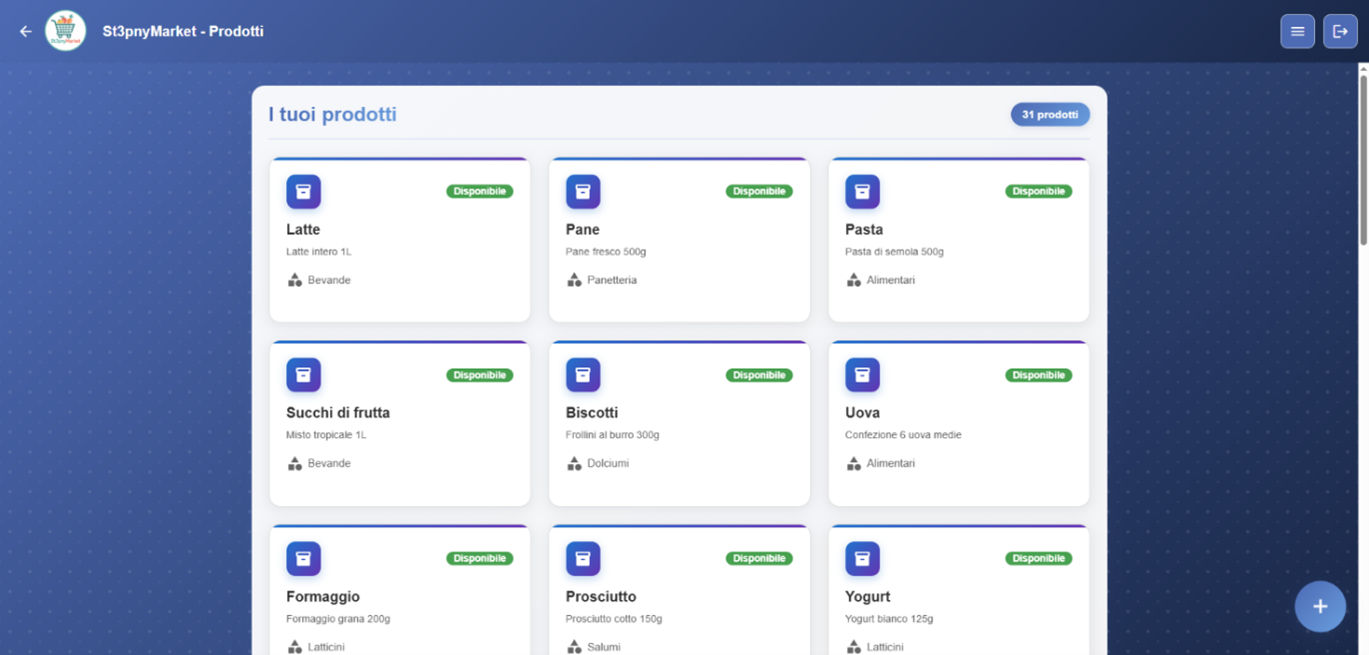 St3pnyMarket - Prodotti
St3pnyMarket
I tuoi prodotti
31 prodotti
Disponibile
Latte
Latte intero 1L
Bevande
Disponibile
Pane
Pane fresco 500g
Panetteria
Disponibile
Pasta
Pasta di semola 500g
Alimentari
Disponibile
Succhi di frutta
Misto tropicale 1L
Bevande
Disponibile
Biscotti
Frollini al burro 300g
Dolciumi
Disponibile
Uova
Confezione 6 uova medie
Alimentari
Disponibile
Formaggio
Formaggio grana 200g
Latticini
Disponibile
Prosciutto
Prosciutto cotto 150g
Salumi
Disponibile
Yogurt
Yogurt bianco 125g
Latticini